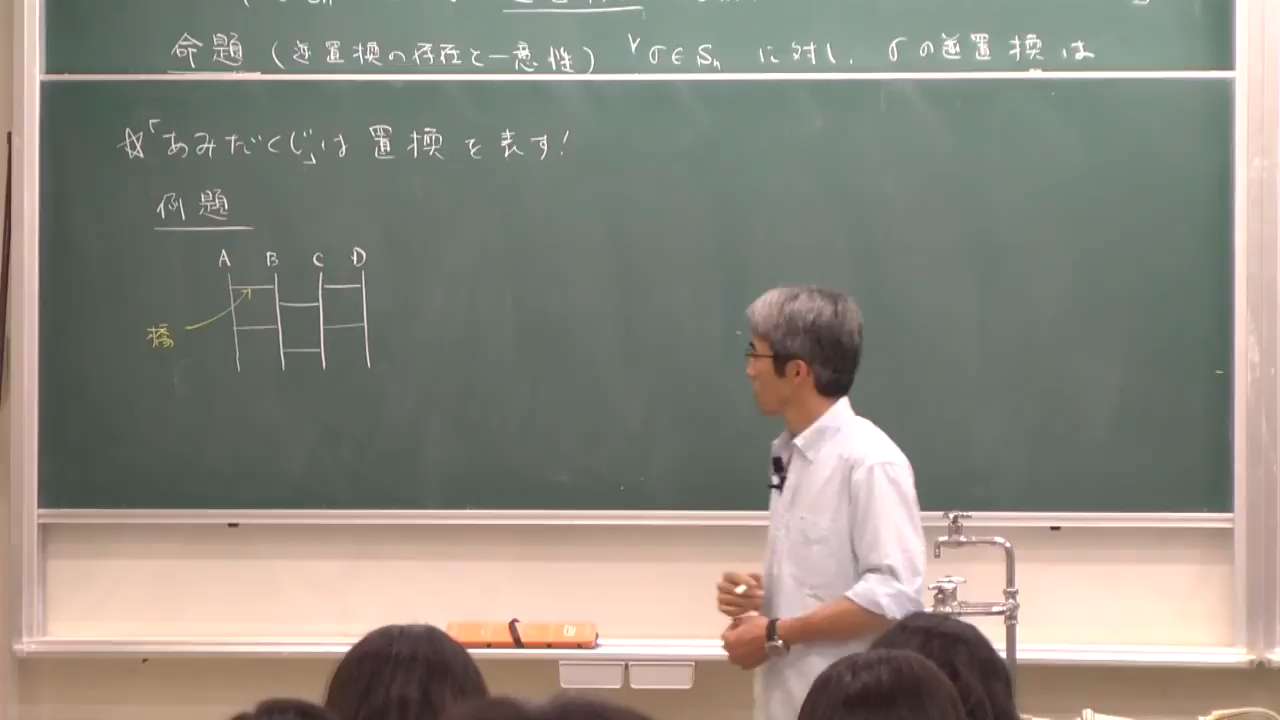 命題 (逆置換の存在と一意性) ∀σ∈Sn に対し, σの逆置換は
☆「あみだくじ」は置換を表す!
例題
A B C D
橋